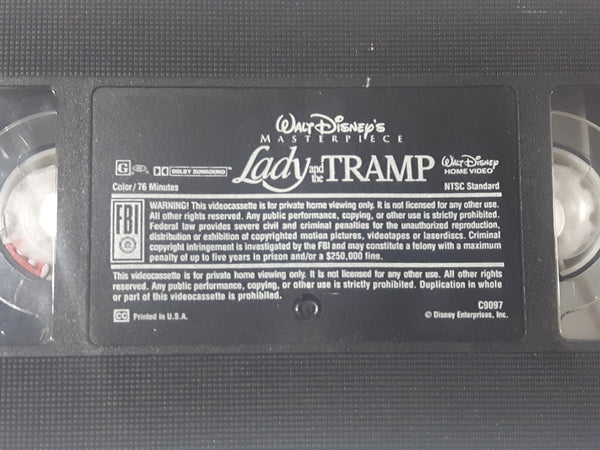 WALT DISNEY'S
MASTERPIECE
Lady and the TRAMP
G DOLBY SURROUND
WALT DISNEY
HOME VIDEO
Color/76 Minutes
NTSC Standard
FBI
WARNING! This videocassette is for private home viewing only. It is not licensed for any other use.
All other rights reserved. Any public performance, copying, or other use is strictly prohibited.
Federal law provides severe civil and criminal penalties for the unauthorized reproduction,
distribution or exhibition of copyrighted motion pictures, videotapes or laserdiscs. Criminal
copyright infringement is investigated by the FBI and may constitute a felony with a maximum
penalty of up to five years in prison and/or a $250,000 fine.
This videocassette is for private home viewing only. It is not licensed for any other use. All other rights
reserved. Any public performance, copying, or other use is strictly prohibited. Duplication in whole
or part of this videocassette is prohibited.
C9097
CC Printed in U.S.A.
© Disney Enterprises, Inc.